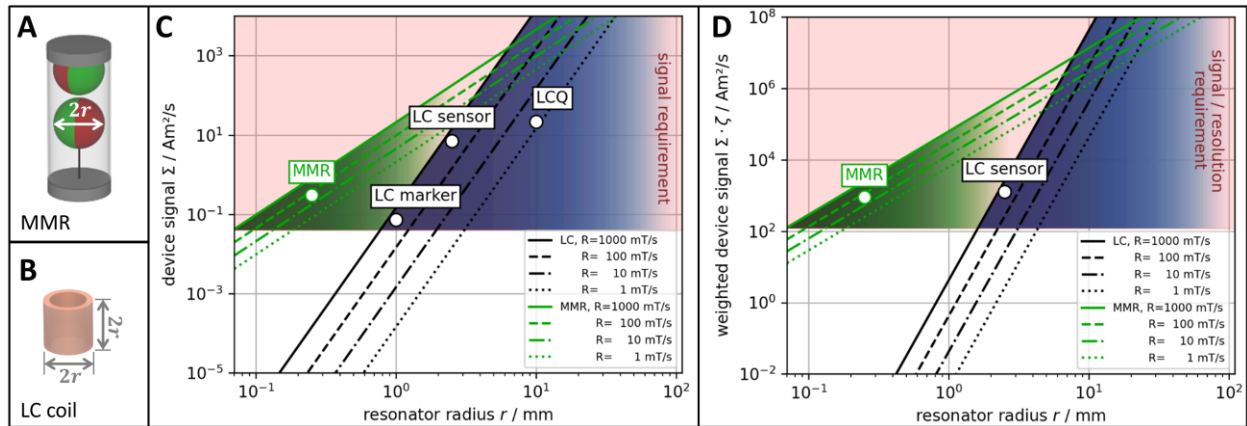 A
2r
MMR
B
2r
2r
LC coil
C
device signal Σ / Am²/s
10³
10¹
10⁻¹
10⁻³
10⁻⁵
10⁻¹
10⁰
10¹
10²
resonator radius r / mm
MMR
LC sensor
LC marker
LCQ
signal requirement
LC, R=1000 mT/s
R= 100 mT/s
R= 10 mT/s
R= 1 mT/s
MMR, R=1000 mT/s
R= 100 mT/s
R= 10 mT/s
R= 1 mT/s
D
weighted device signal Σ · ζ / Am²/s
10⁸
10⁶
10⁴
10²
10⁰
10⁻²
10⁻¹
10⁰
10¹
10²
resonator radius r / mm
MMR
LC sensor
signal / resolution
requirement
LC, R=1000 mT/s
R= 100 mT/s
R= 10 mT/s
R= 1 mT/s
MMR, R=1000 mT/s
R= 100 mT/s
R= 10 mT/s
R= 1 mT/s